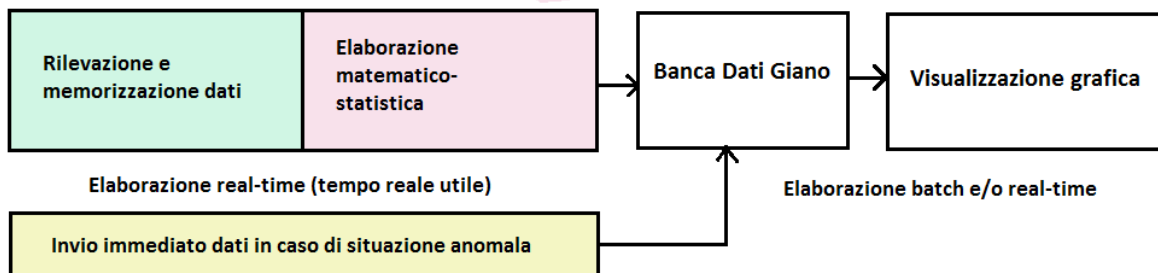 Rilevazione e
memorizzazione dati
Elaborazione
matematico-
statistica
Banca Dati Giano
Visualizzazione grafica
Elaborazione real-time (tempo reale utile)
Elaborazione batch e/o real-time
Invio immediato dati in caso di situazione anomala